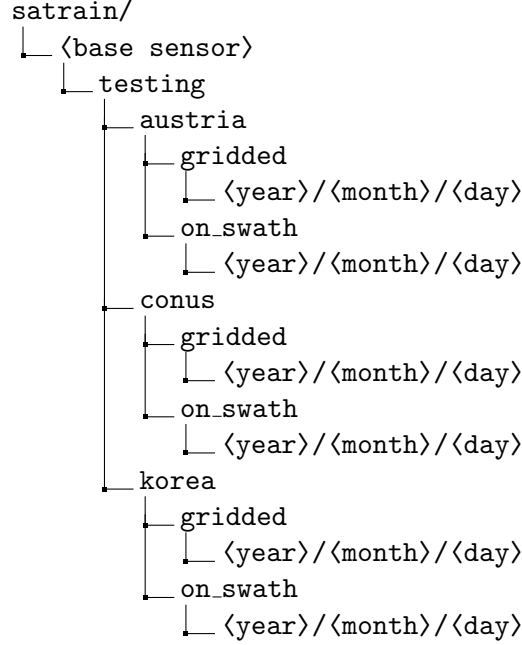 satrain/
⟨base sensor⟩
testing
austria
gridded
⟨year⟩/⟨month⟩/⟨day⟩
on_swath
⟨year⟩/⟨month⟩/⟨day⟩
conus
gridded
⟨year⟩/⟨month⟩/⟨day⟩
on_swath
⟨year⟩/⟨month⟩/⟨day⟩
korea
gridded
⟨year⟩/⟨month⟩/⟨day⟩
on_swath
⟨year⟩/⟨month⟩/⟨day⟩